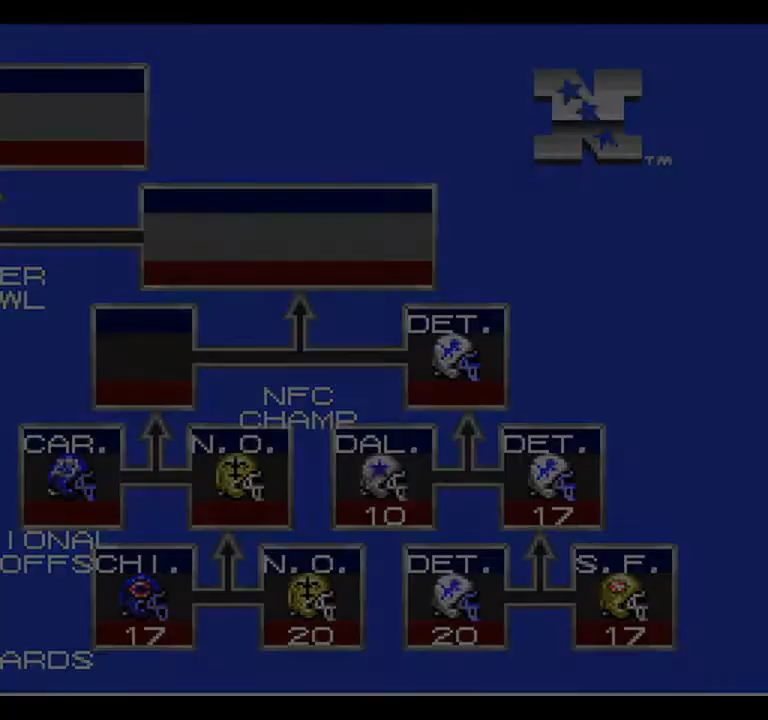 N
TM
ER
WL
DET.
NFC
CHAMP
CAR.
N.O.
DAL.
DET.
10
17
IONAL
OFFS
CHI.
N.O.
DET.
S.F.
17
20
20
17
ARDS